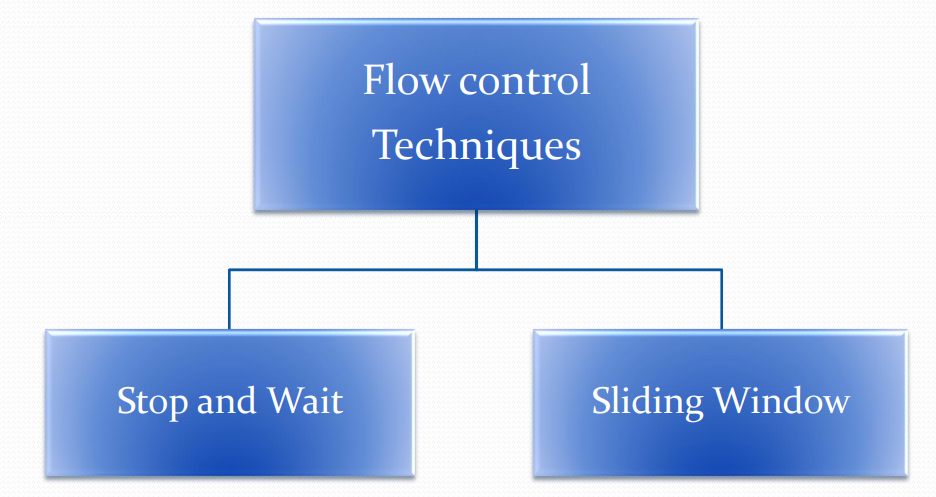 Flow control
Techniques
Stop and Wait
Sliding Window